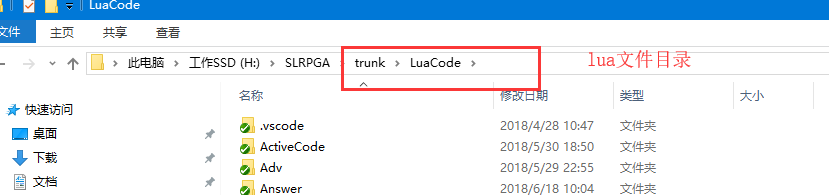 LuaCode
文件 主页 共享 查看
此电脑 工作SSD (H:) SLRPGA trunk LuaCode
lua文件目录
名称 修改日期 类型 大小
快速访问
桌面
下载
文档
.vscode 2018/4/28 10:47 文件夹
ActiveCode 2018/5/30 18:50 文件夹
Adv 2018/5/29 22:55 文件夹
Answer 2018/6/18 10:04 文件夹